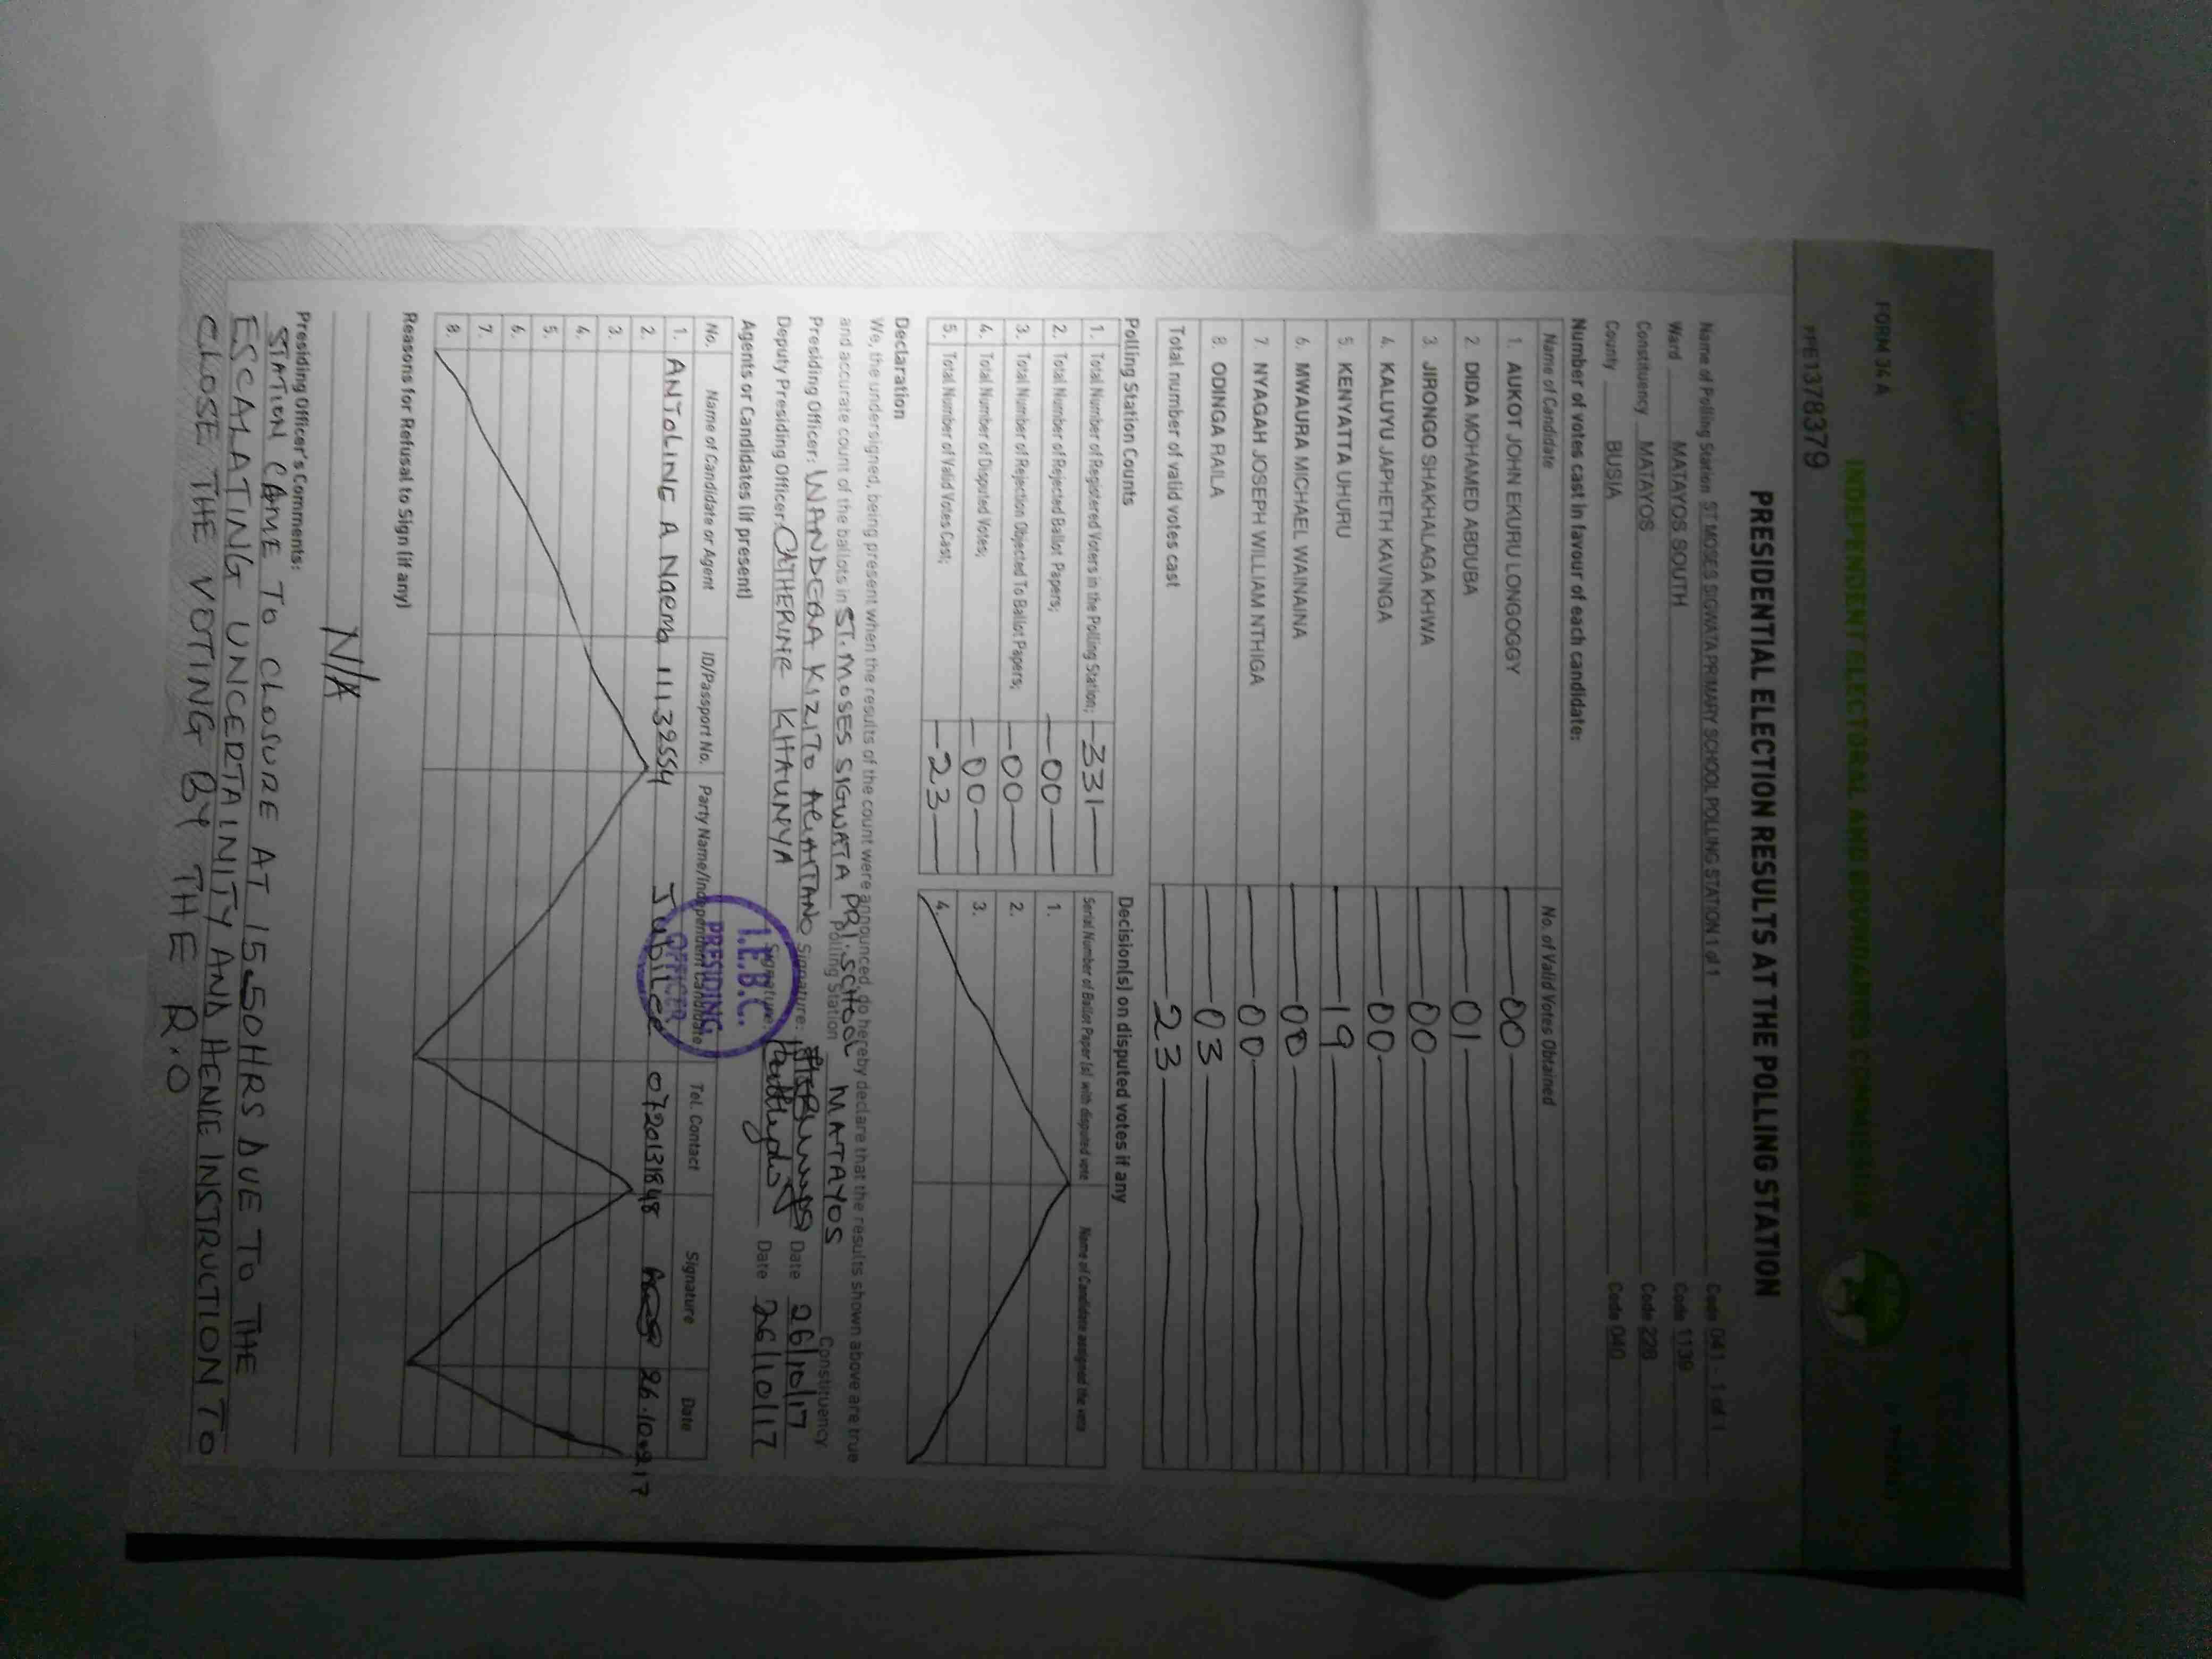 FORM 34 A
INDEPENDENT ELECTORAL AND BOUNDARIES COMMISSION
PRESIDENTIAL ELECTION RESULTS AT THE POLLING STATION
Name of Polling Station ST MOSES SIGWATA PRIMARY SCHOOL POLLING STATION 1 of 1 Code 041 - 1 of 1
Ward MATAYOS SOUTH Code 1139
Constituency MATAYOS Code 228
County BUSIA Code 040
Number of votes cast in favour of each candidate:
Name of Candidate No. of Valid Votes Obtained
1. AUKOT JOHN EKURU LONGOGGY 00
2. DIDA MOHAMED ABDUBA 01
3. JIRONGO SHAKHALAGA KHWA 00
4. KALUYU JAPHETH KAVINGA 00
5. KENYATTA UHURU 19
6. MWAURA MICHAEL WAINAINA 00
7. NYAGAH JOSEPH WILLIAM NTHIGA 00
8. ODINGA RAILA 03
Total number of valid votes cast 23
Polling Station Counts
1. Total Number of Registered Voters in the Polling Station; 331
2. Total Number of Rejected Ballot Papers; 00
3. Total Number of Rejection Objected To Ballot Papers; 00
4. Total Number of Disputed Votes; 00
5. Total Number of Valid Votes Cast; 23
Decision(s) on disputed votes if any
Serial Number of Ballot Paper (s) with disputed vote Name of Candidate assigned the vote
1.
2.
3.
4.
Declaration
We, the undersigned, being present when the results of the count were announced, do hereby declare that the results shown above are true
and accurate count of the ballots in ST. MOSES SIGWATA PRI. SCHOOL Polling Station MATAYOS Constituency
Presiding Officer: KIZITO Signature: Date 26/10/17
Deputy Presiding Officer: CATHERINE KHAUNYA Signature: Date 26/10/17
I.E.B.C.
PRESIDING
OFFICER
Agents or Candidates (if present)
No. Name of Candidate or Agent ID/Passport No. Party Name/Independent Candidate Tel. Contact Signature Date
1. ANTOLINE A 11132554 Jubilee 0720131848
2.
3.
4.
5.
6.
7.
8.
Reasons for Refusal to Sign (if any)
N/A
Presiding Officer's Comments:
STATION CAME TO CLOSURE AT 15.50HRS DUE TO THE
ESCALATING UNCERTAINITY AND HENCE INSTRUCTION TO
CLOSE THE VOTING BY THE R.O